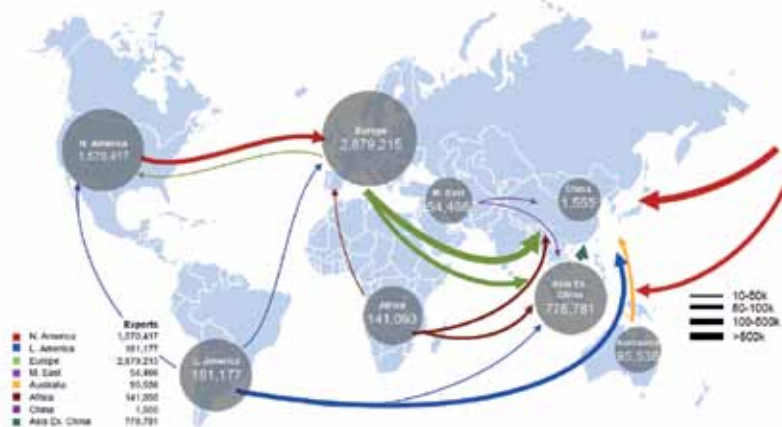 Europe
2,879,215
N. America
1,570,417
M. East
54,466
China
1,555
Asia Ex.
China
778,781
Africa
141,093
10-50k
50-100k
100-500k
>500k
95,538
L. America
181,177
Exports
N. America 1,570,417
L. America 181,177
Europe 2,879,215
M. East 54,466
Australia 95,538
Africa 141,093
China 1,555
Asia Ex. China 778,781